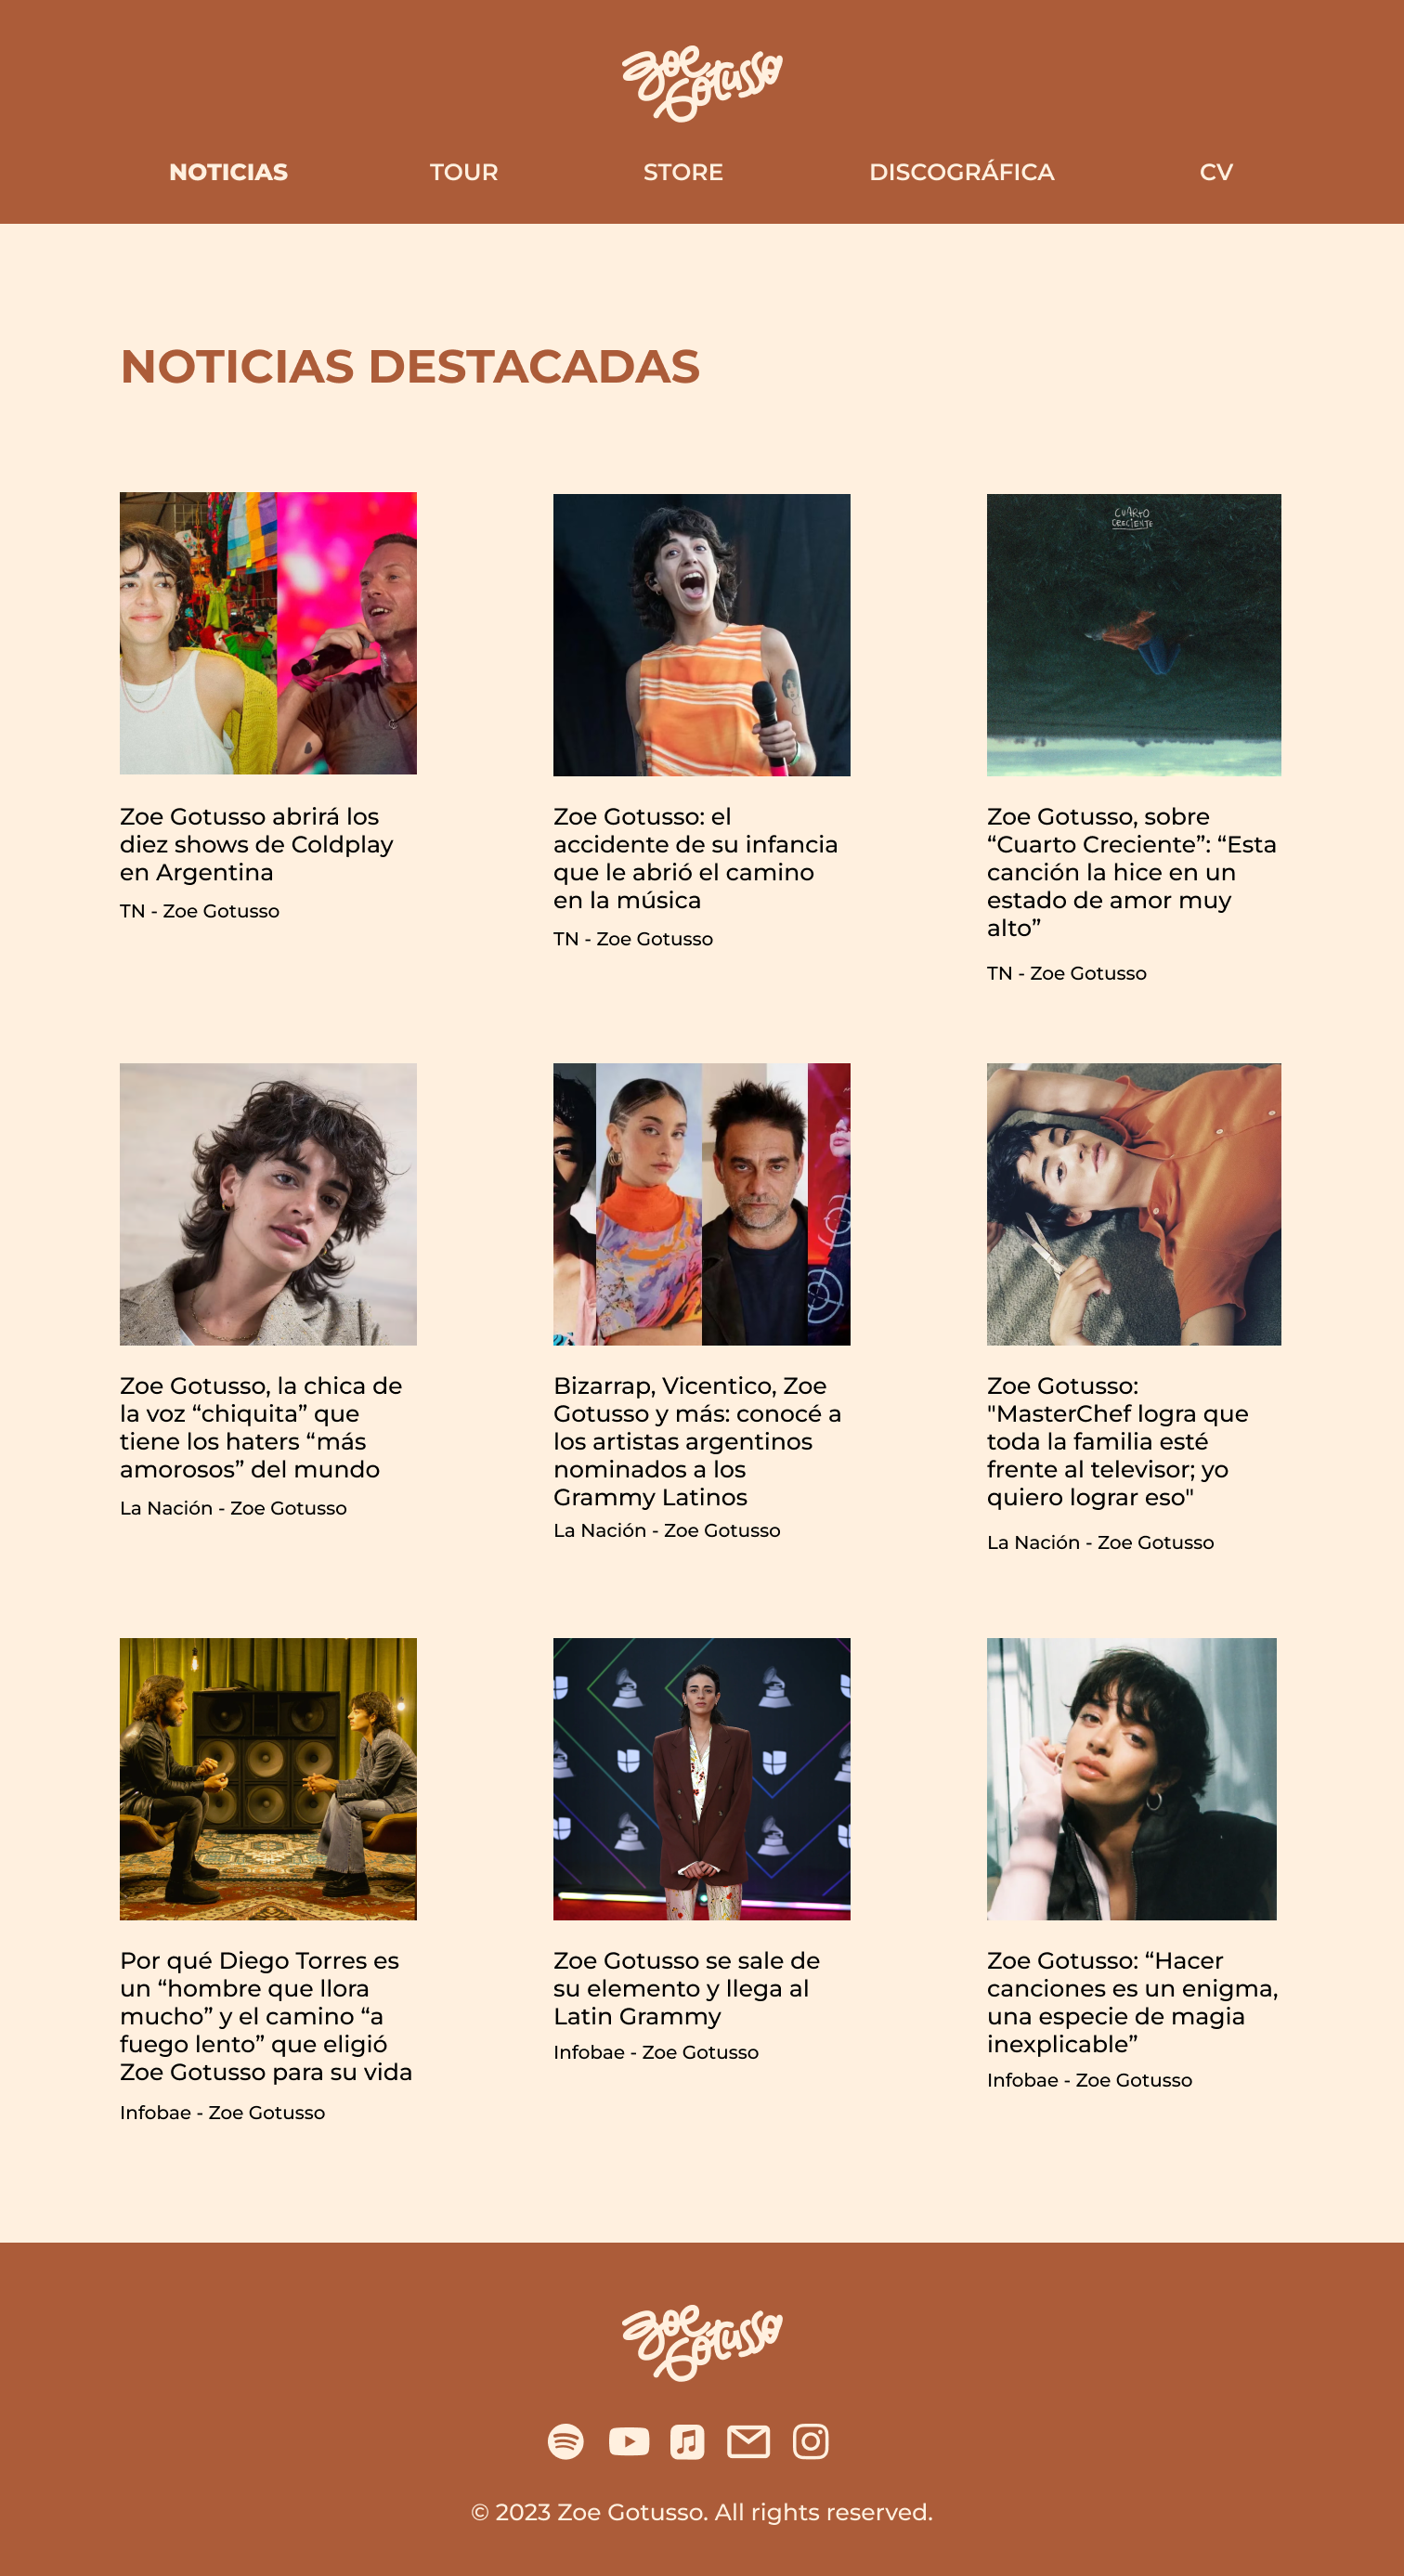 Zoe
Gotusso
NOTICIAS
TOUR
STORE
DISCOGRÁFICA
CV
NOTICIAS DESTACADAS
CUARTO
CRECIENTE
Zoe Gotusso abrirá los
diez shows de Coldplay
en Argentina
TN - Zoe Gotusso
Zoe Gotusso: el
accidente de su infancia
que le abrió el camino
en la música
TN - Zoe Gotusso
Zoe Gotusso, sobre
“Cuarto Creciente”: “Esta
canción la hice en un
estado de amor muy
alto”
TN - Zoe Gotusso
Zoe Gotusso, la chica de
la voz “chiquita” que
tiene los haters “más
amorosos” del mundo
La Nación - Zoe Gotusso
Bizarrap, Vicentico, Zoe
Gotusso y más: conocé a
los artistas argentinos
nominados a los
Grammy Latinos
La Nación - Zoe Gotusso
Zoe Gotusso:
"MasterChef logra que
toda la familia esté
frente al televisor; yo
quiero lograr eso"
La Nación - Zoe Gotusso
Por qué Diego Torres es
un “hombre que llora
mucho” y el camino “a
fuego lento” que eligió
Zoe Gotusso para su vida
Infobae - Zoe Gotusso
Zoe Gotusso se sale de
su elemento y llega al
Latin Grammy
Infobae - Zoe Gotusso
Zoe Gotusso: “Hacer
canciones es un enigma,
una especie de magia
inexplicable”
Infobae - Zoe Gotusso
Zoe
Gotusso
© 2023 Zoe Gotusso. All rights reserved.